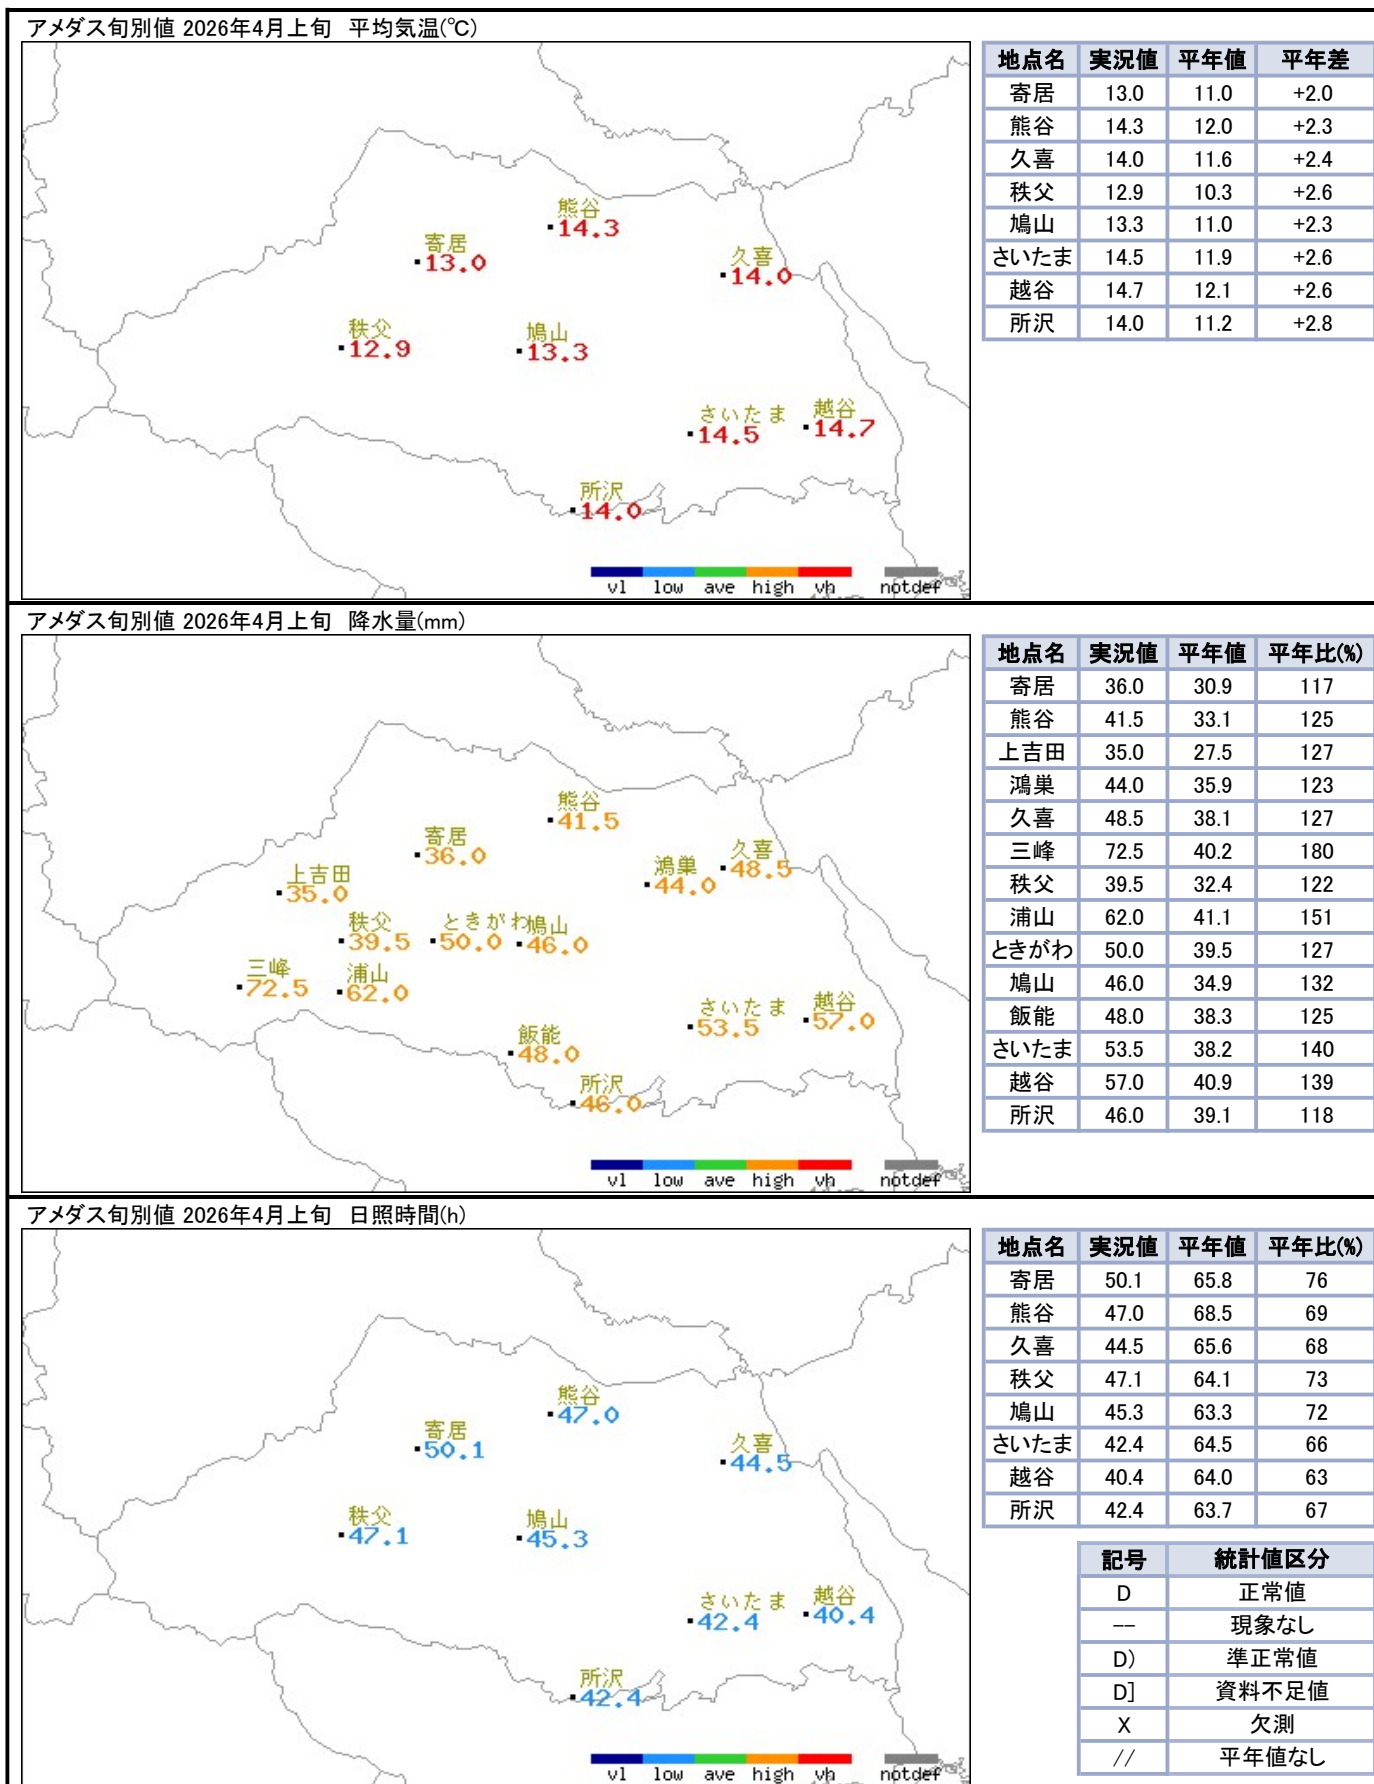 アメダス旬別値 2026年4月上旬 平均気温(℃)
熊谷
14.3
寄居
13.0
久喜
14.0
秩父
12.9
鳩山
13.3
さいたま
14.5
越谷
14.7
所沢
14.0
vl low ave high vh notdef
地点名 実況値 平年値 平年差
寄居 13.0 11.0 +2.0
熊谷 14.3 12.0 +2.3
久喜 14.0 11.6 +2.4
秩父 12.9 10.3 +2.6
鳩山 13.3 11.0 +2.3
さいたま 14.5 11.9 +2.6
越谷 14.7 12.1 +2.6
所沢 14.0 11.2 +2.8
アメダス旬別値 2026年4月上旬 降水量(mm)
熊谷
41.5
寄居
36.0
久喜
48.5
鴻巣
44.0
上吉田
35.0
秩父
39.5
ときがわ
50.0
鳩山
46.0
三峰
72.5
浦山
62.0
さいたま
53.5
越谷
57.0
飯能
48.0
所沢
46.0
vl low ave high vh notdef
地点名 実況値 平年値 平年比(%)
寄居 36.0 30.9 117
熊谷 41.5 33.1 125
上吉田 35.0 27.5 127
鴻巣 44.0 35.9 123
久喜 48.5 38.1 127
三峰 72.5 40.2 180
秩父 39.5 32.4 122
浦山 62.0 41.1 151
ときがわ 50.0 39.5 127
鳩山 46.0 34.9 132
飯能 48.0 38.3 125
さいたま 53.5 38.2 140
越谷 57.0 40.9 139
所沢 46.0 39.1 118
アメダス旬別値 2026年4月上旬 日照時間(h)
熊谷
47.0
寄居
50.1
久喜
44.5
秩父
47.1
鳩山
45.3
さいたま
42.4
越谷
40.4
所沢
42.4
vl low ave high vh notdef
地点名 実況値 平年値 平年比(%)
寄居 50.1 65.8 76
熊谷 47.0 68.5 69
久喜 44.5 65.6 68
秩父 47.1 64.1 73
鳩山 45.3 63.3 72
さいたま 42.4 64.5 66
越谷 40.4 64.0 63
所沢 42.4 63.7 67
記号 統計値区分
D 正常値
-- 現象なし
D) 準正常値
D] 資料不足値
X 欠測
// 平年値なし